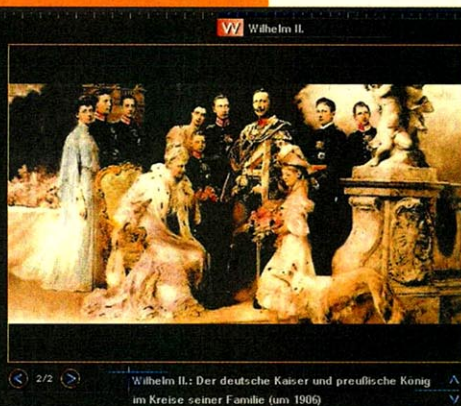 W Wilhelm II.
2/2
Wilhelm II.: Der deutsche Kaiser und preußische König
im Kreise seiner Familie (um 1906)